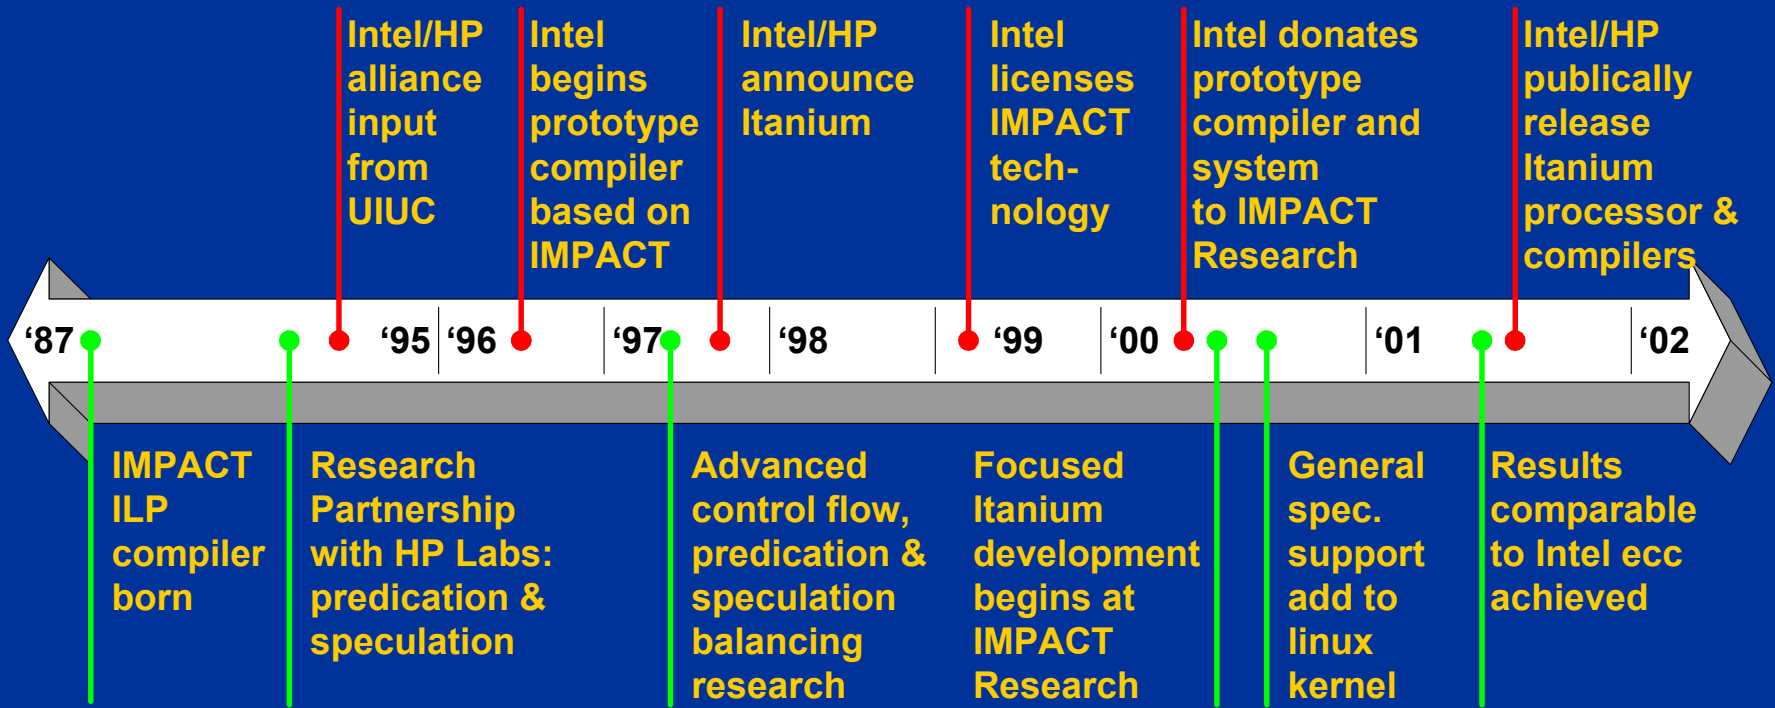 Intel/HP
alliance
input
from
UIUC
Intel
begins
prototype
compiler
based on
IMPACT
Intel/HP
announce
Itanium
Intel
licenses
IMPACT
tech-
nology
Intel donates
prototype
compiler and
system
to IMPACT
Research
Intel/HP
publically
release
Itanium
processor &
compilers
‘87 ‘95 ‘96 ‘97 ‘98 ‘99 ‘00 ‘01 ‘02
IMPACT
ILP
compiler
born
Research
Partnership
with HP Labs:
predication &
speculation
Advanced
control flow,
predication &
speculation
balancing
research
Focused
Itanium
development
begins at
IMPACT
Research
General
spec.
support
add to
linux
kernel
Results
comparable
to Intel ecc
achieved